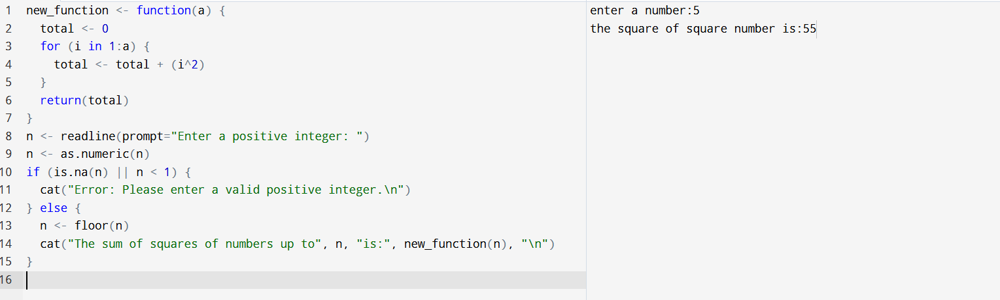 1 new_function <- function(a) {
2   total <- 0
3   for (i in 1:a) {
4     total <- total + (i^2)
5   }
6   return(total)
7 }
8 n <- readline(prompt="Enter a positive integer: ")
9 n <- as.numeric(n)
10 if (is.na(n) || n < 1) {
11   cat("Error: Please enter a valid positive integer.\n")
12 } else {
13   n <- floor(n)
14   cat("The sum of squares of numbers up to", n, "is:", new_function(n), "\n")
15 }
16
enter a number:5
the square of square number is:55